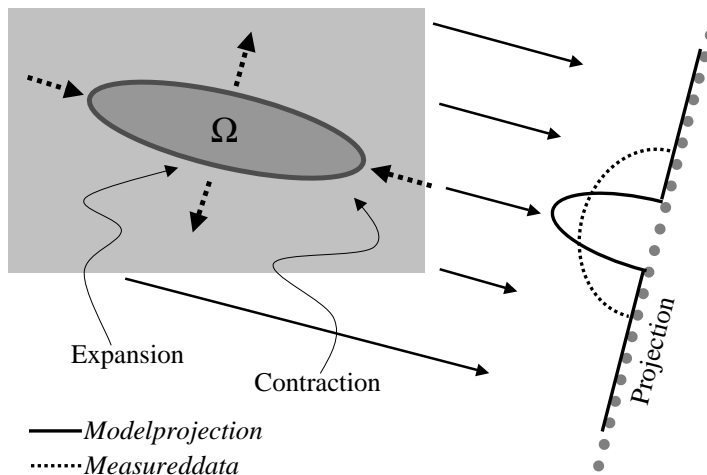 Ω
Projection
Expansion
Contraction
Modelprojection
Measureddata